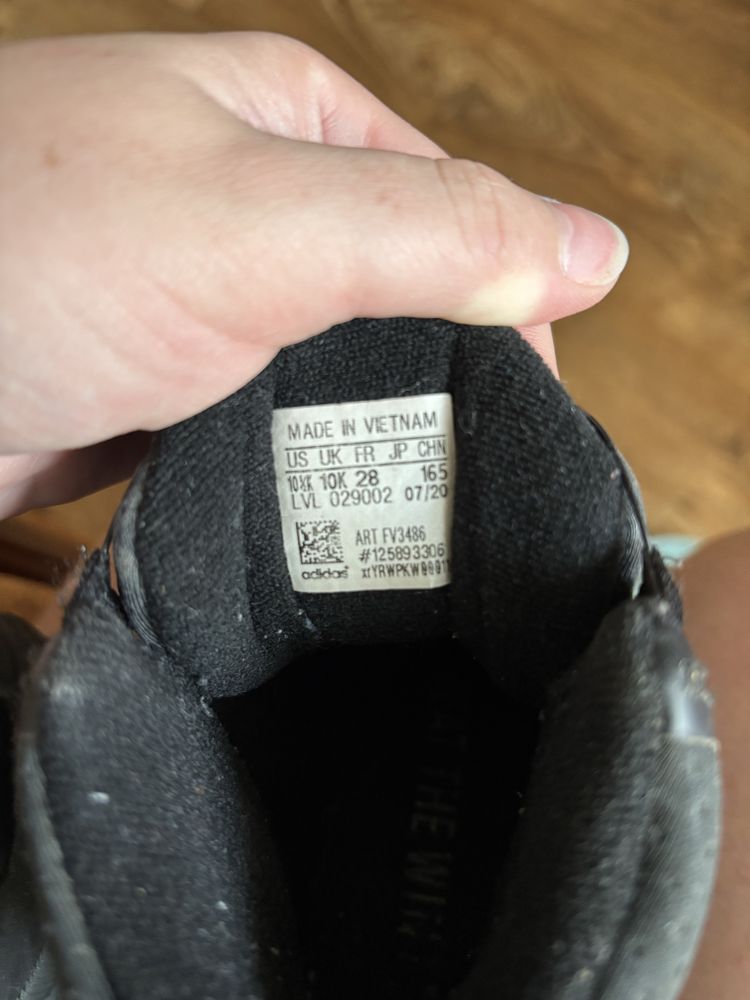 MADE IN VIETNAM
US UK FR JP CHN
10½K 10K 28 165
LVL 029002 07/20
ART FV3486
#125893306
adidas
THE